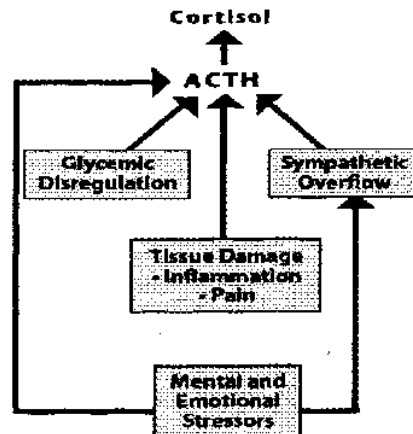 Cortisol
ACTH
Glycemic
Disregulation
Sympathetic
Overflow
Tissue Damage
- Inflammation
- Pain
Mental and
Emotional
Stressors